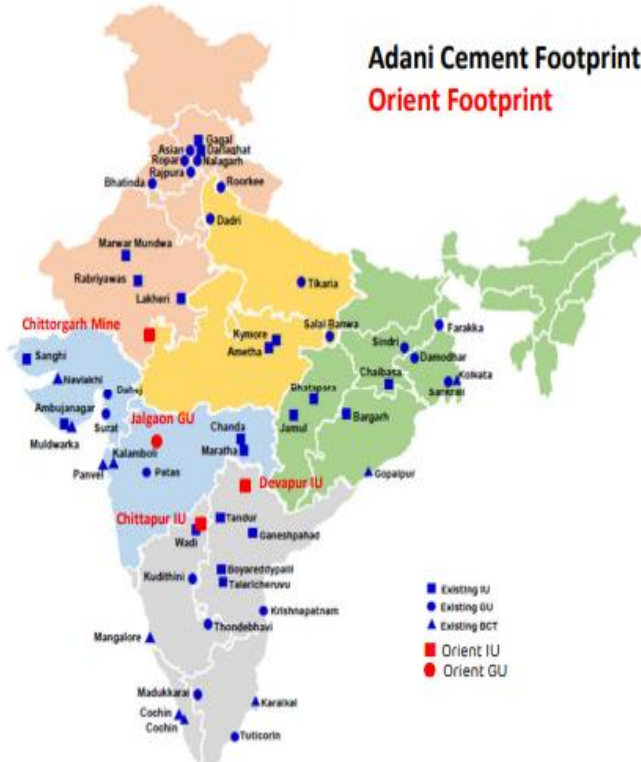 Adani Cement Footprint
Orient Footprint
Gagal
Asian
Darlaghat
Ropar
Nalagarh
Rajpura
Bhatinda
Roorkee
Dadri
Marwar Mundwa
Rabriyawas
Tikaria
Lakheri
Chittorgarh Mine
Salai Banwa
Farakka
Kymore
Sindri
Sanghi
Ametha
Damodhar
Navlakhi
Dahej
Chaibasa
Kolkata
Sankrail
Ambujanagar
Jalgaon GU
Bhatapara
Surat
Chanda
Jamul
Bargarh
Muldwarka
Kalamboli
Maratha
Panvel
Patas
Devapur IU
Gopalpur
Chittapur IU
Tandur
Wadi
Ganeshpahad
Boyareddypalli
Kudithini
Talaricheruvu
Existing IU
Krishnapatnam
Existing GU
Thondebhavi
Existing BCT
Mangalore
Orient IU
Orient GU
Madukkarai
Karaikal
Cochin
Cochin
Tuticorin